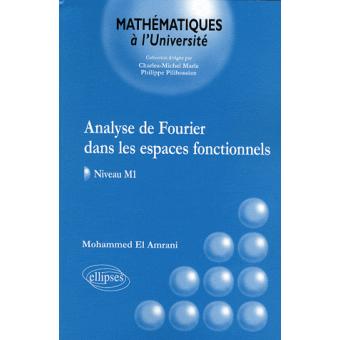 MATHÉMATIQUES
à l'Université
Collection dirigée par
Charles-Michel Marle
Philippe Pilibossian
Analyse de Fourier
dans les espaces fonctionnels
Niveau M1
Mohammed El Amrani
ellipses